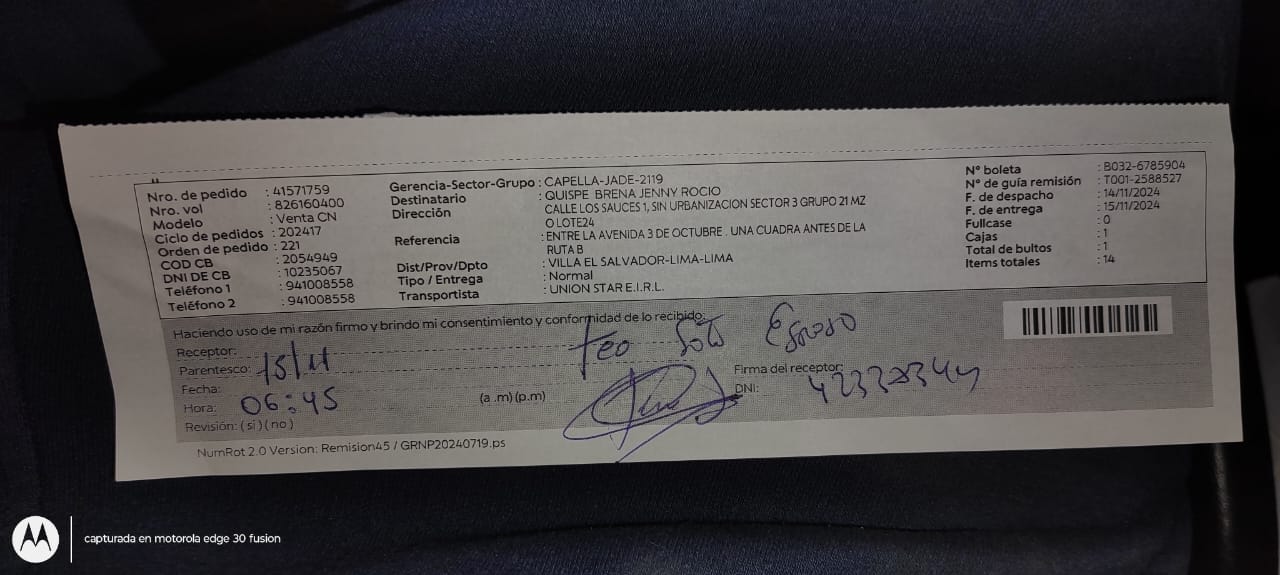 Nro. de pedido : 41571759
Nro. vol : 826160400
Modelo : Venta CN
Ciclo de pedidos : 202417
Orden de pedido : 221
COD CB : 2054949
DNI DE CB : 10235067
Teléfono 1 : 941008558
Teléfono 2 : 941008558
Gerencia-Sector-Grupo : CAPELLA-JADE-2119
Destinatario : QUISPE BRENA JENNY ROCIO
Dirección : CALLE LOS SAUCES 1, SIN URBANIZACION SECTOR 3 GRUPO 21 MZ
O LOTE24
Referencia : ENTRE LA AVENIDA 3 DE OCTUBRE . UNA CUADRA ANTES DE LA
RUTA B
Dist/Prov/Dpto : VILLA EL SALVADOR-LIMA-LIMA
Tipo / Entrega : Normal
Transportista : UNION STAR E.I.R.L.
N° boleta : B032-6785904
N° de guía remisión : T001-2588527
F. de despacho : 14/11/2024
F. de entrega : 15/11/2024
Fullcase : 0
Cajas : 1
Total de bultos : 1
Items totales : 14
Haciendo uso de mi razón firmo y brindo mi consentimiento y conformidad de lo recibido:
Receptor: Teo Soto
Parentesco:
Fecha: 15/11
Hora: 06:45 (a .m) (p.m)
Firma del receptor:
DNI:
Revisión: ( si ) ( no )
NumRot 2.0 Version: Remision45 / GRNP20240719.ps
capturada en motorola edge 30 fusion